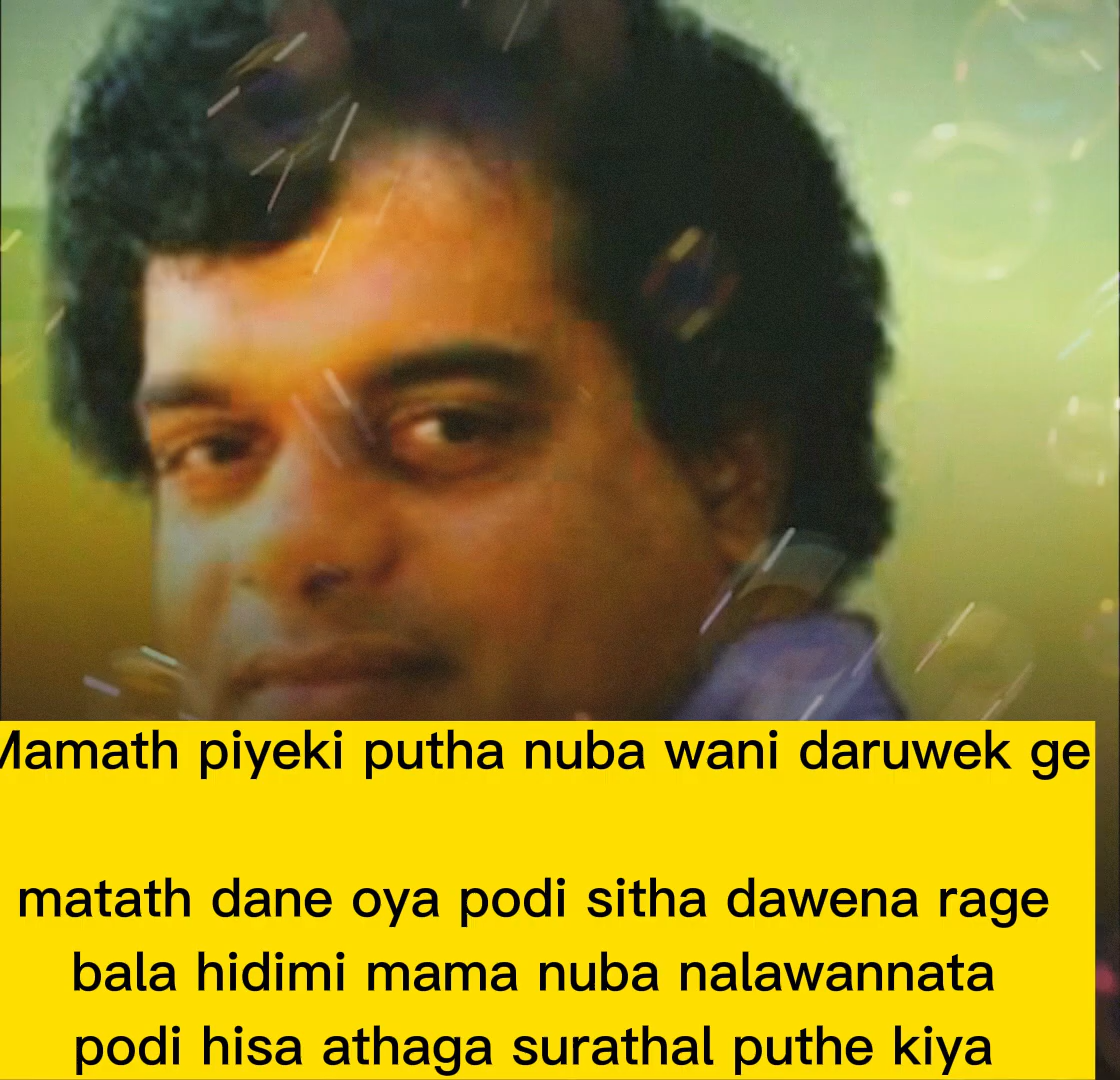 Mamath piyeki putha nuba wani daruwek ge
matath dane oya podi sitha dawena rage
bala hidimi mama nuba nalawannata
podi hisa athaga surathal puthe kiya